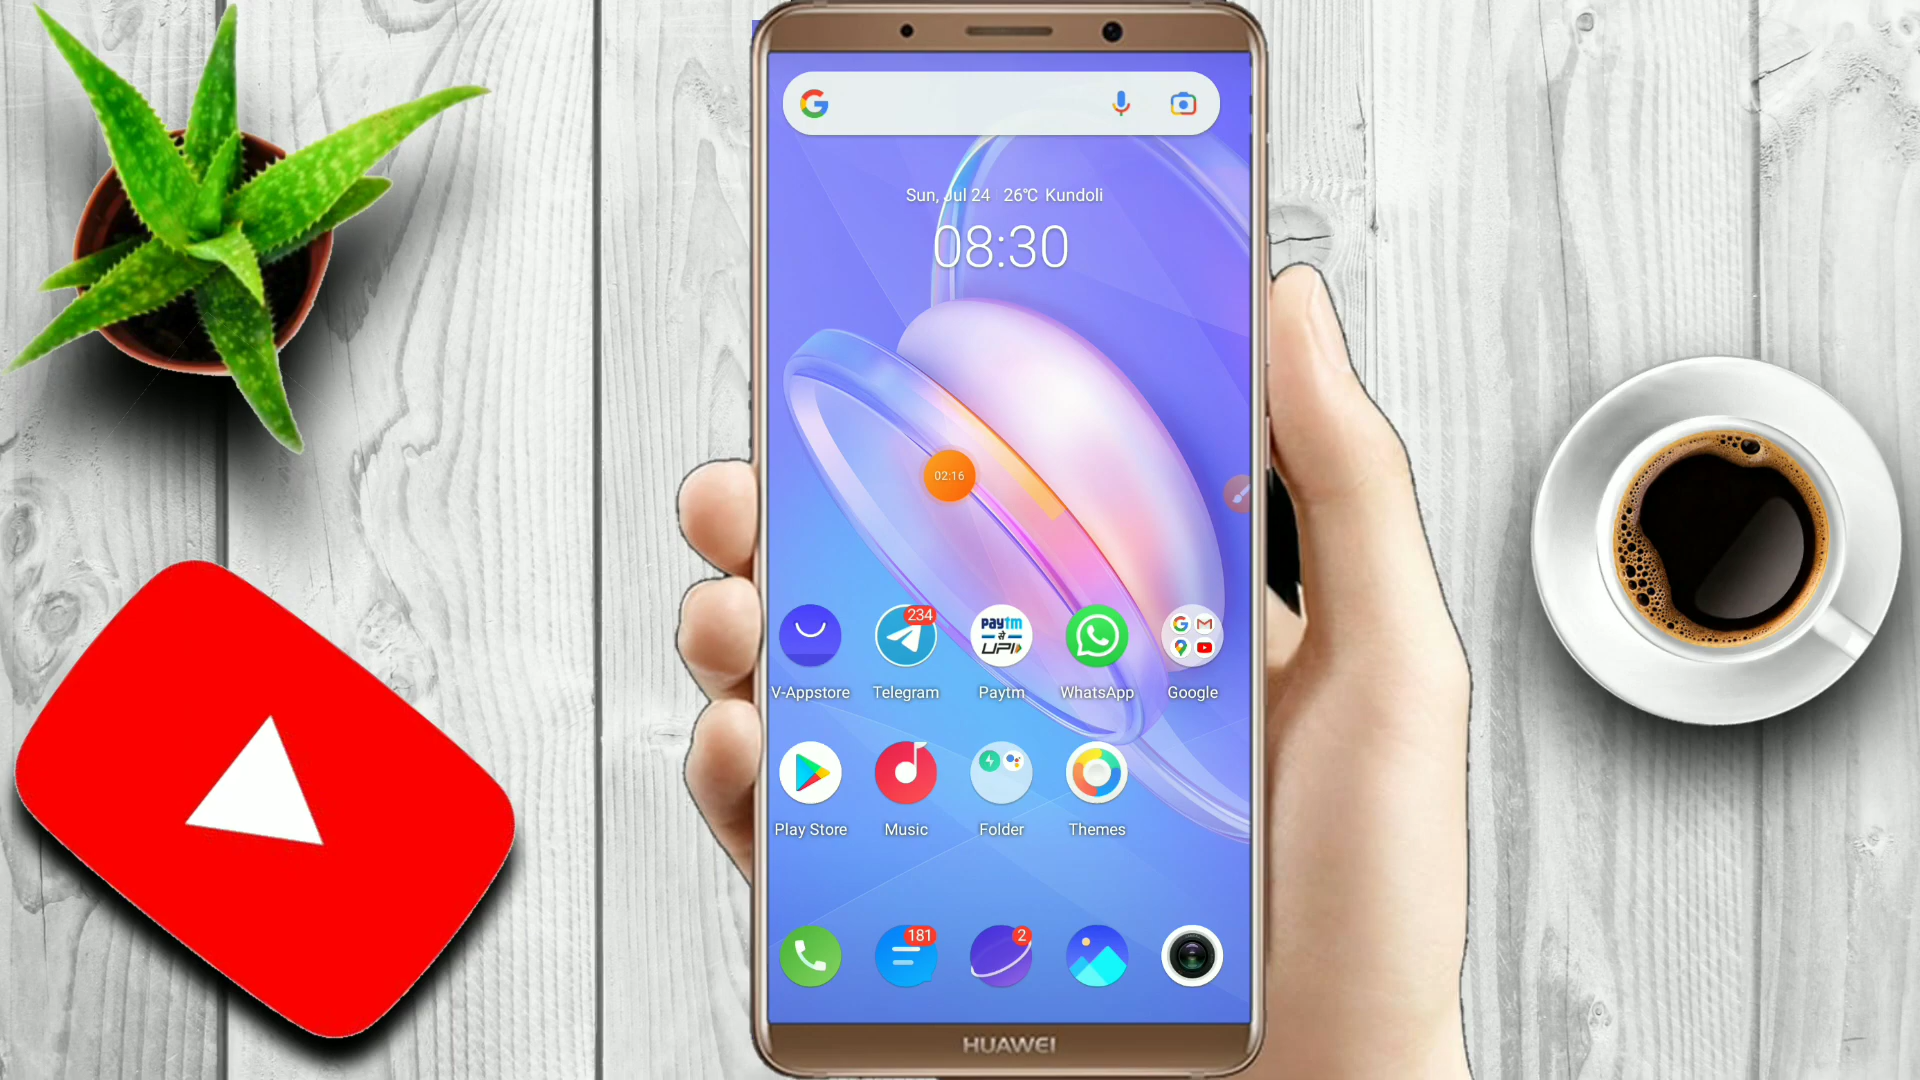 Sun, Jul 24 26°C Kundoli
08:30
02:16
234
paytm
से
UPI
V-Appstore Telegram Paytm WhatsApp Google
Play Store Music Folder Themes
181
2
HUAWEI